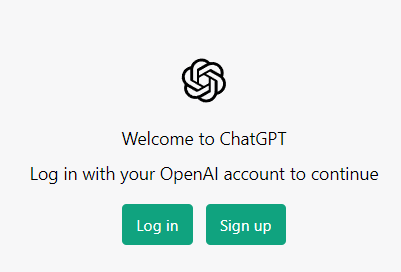 Welcome to ChatGPT
Log in with your OpenAI account to continue
Log in Sign up